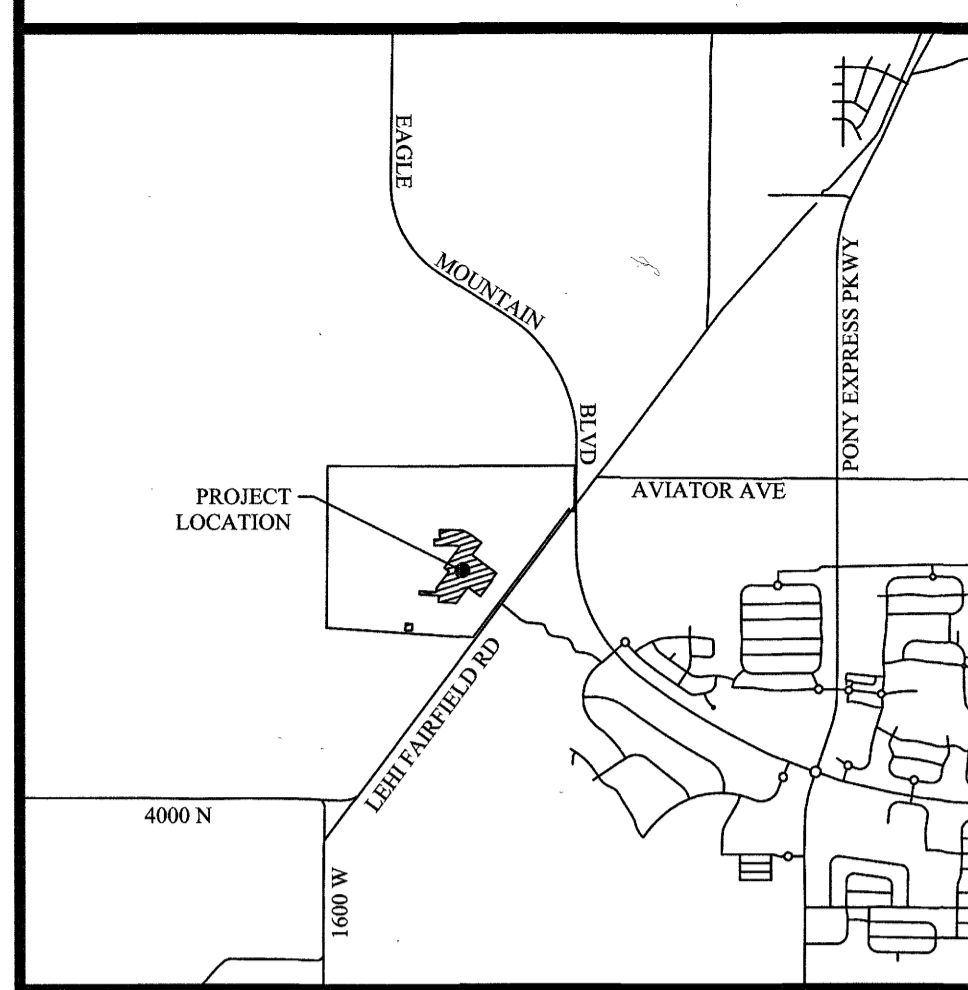 EAGLE
MOUNTAIN
BLVD
PONY EXPRESS PKWY
AVIATOR AVE
PROJECT
LOCATION
LEHI FAIRFIELD RD
4000 N
1600 W